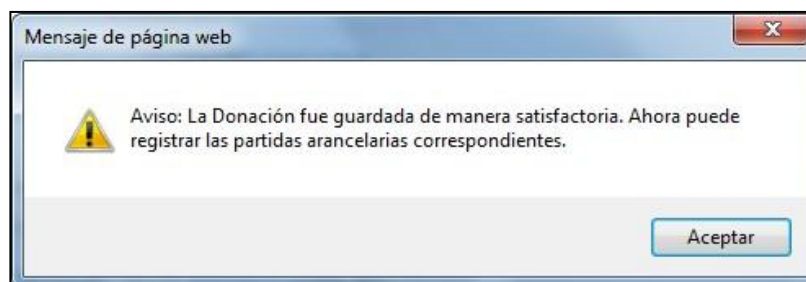 Mensaje de página web
Aviso: La Donación fue guardada de manera satisfactoria. Ahora puede
registrar las partidas arancelarias correspondientes.
Aceptar